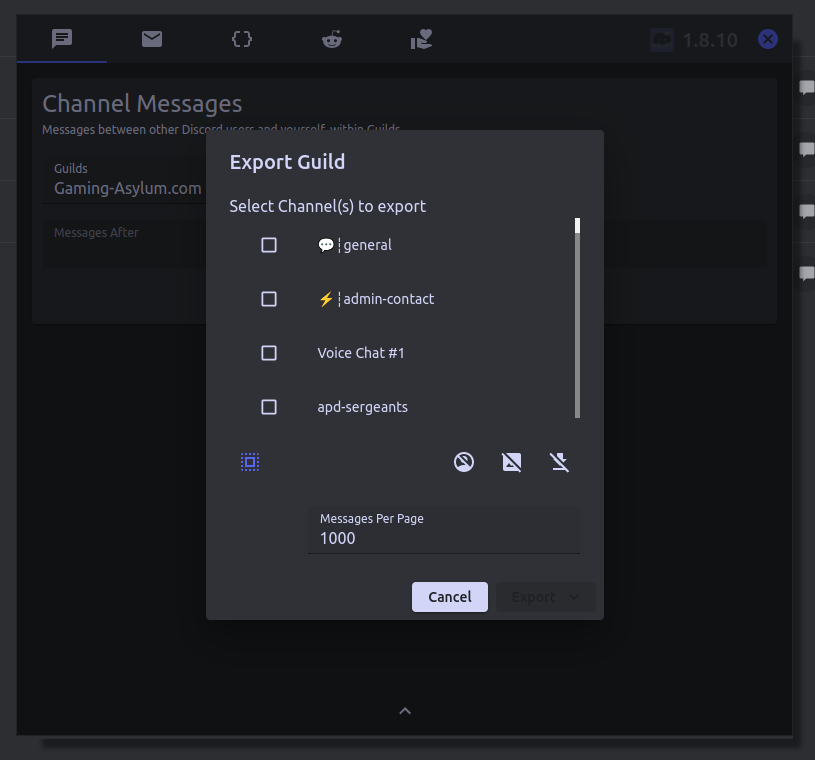 1.8.10
Channel Messages
Messages between other Discord users and yourself, within Guilds
Guilds
Gaming-Asylum.com
Messages After
Export Guild
Select Channel(s) to export
💬┆general
⚡┆admin-contact
Voice Chat #1
apd-sergeants
Messages Per Page
1000
Cancel
Export